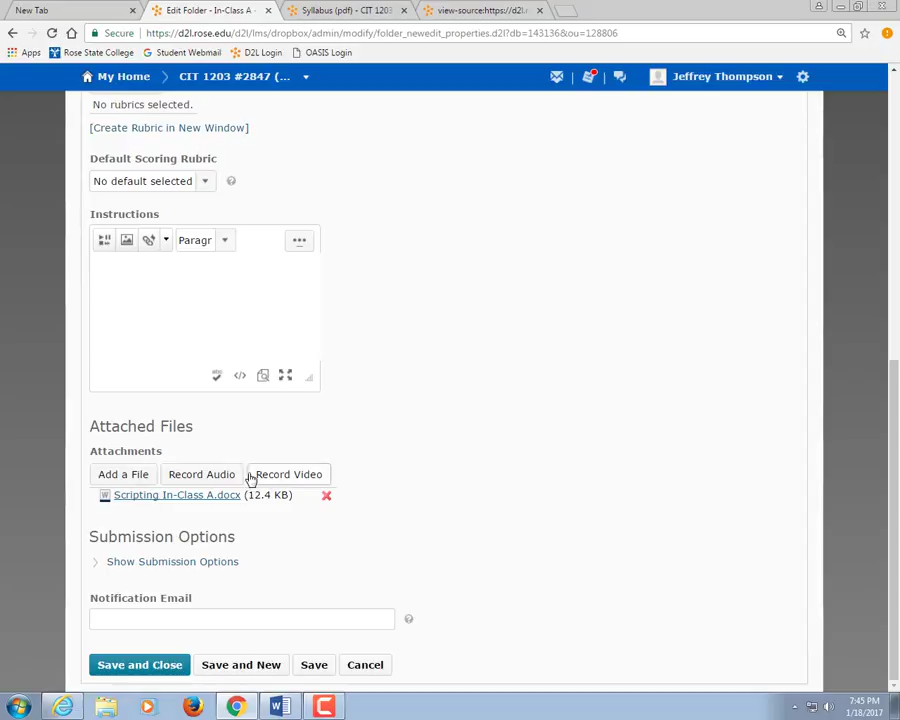 New Tab
Edit Folder - In-Class A -
Syllabus (pdf) - CIT 1203
view-source:https://d2l.
Secure https://d2l.rose.edu/d2l/lms/dropbox/admin/modify/folder_newedit_properties.d2l?db=143136&ou=128806
Apps Rose State College Student Webmail D2L Login OASIS Login
My Home CIT 1203 #2847 (... Jeffrey Thompson
No rubrics selected.
[Create Rubric in New Window]
Default Scoring Rubric
No default selected
Instructions
Paragr
Attached Files
Attachments
Add a File Record Audio Record Video
Scripting In-Class A.docx (12.4 KB)
Submission Options
Show Submission Options
Notification Email
Save and Close Save and New Save Cancel
7:45 PM
1/18/2017